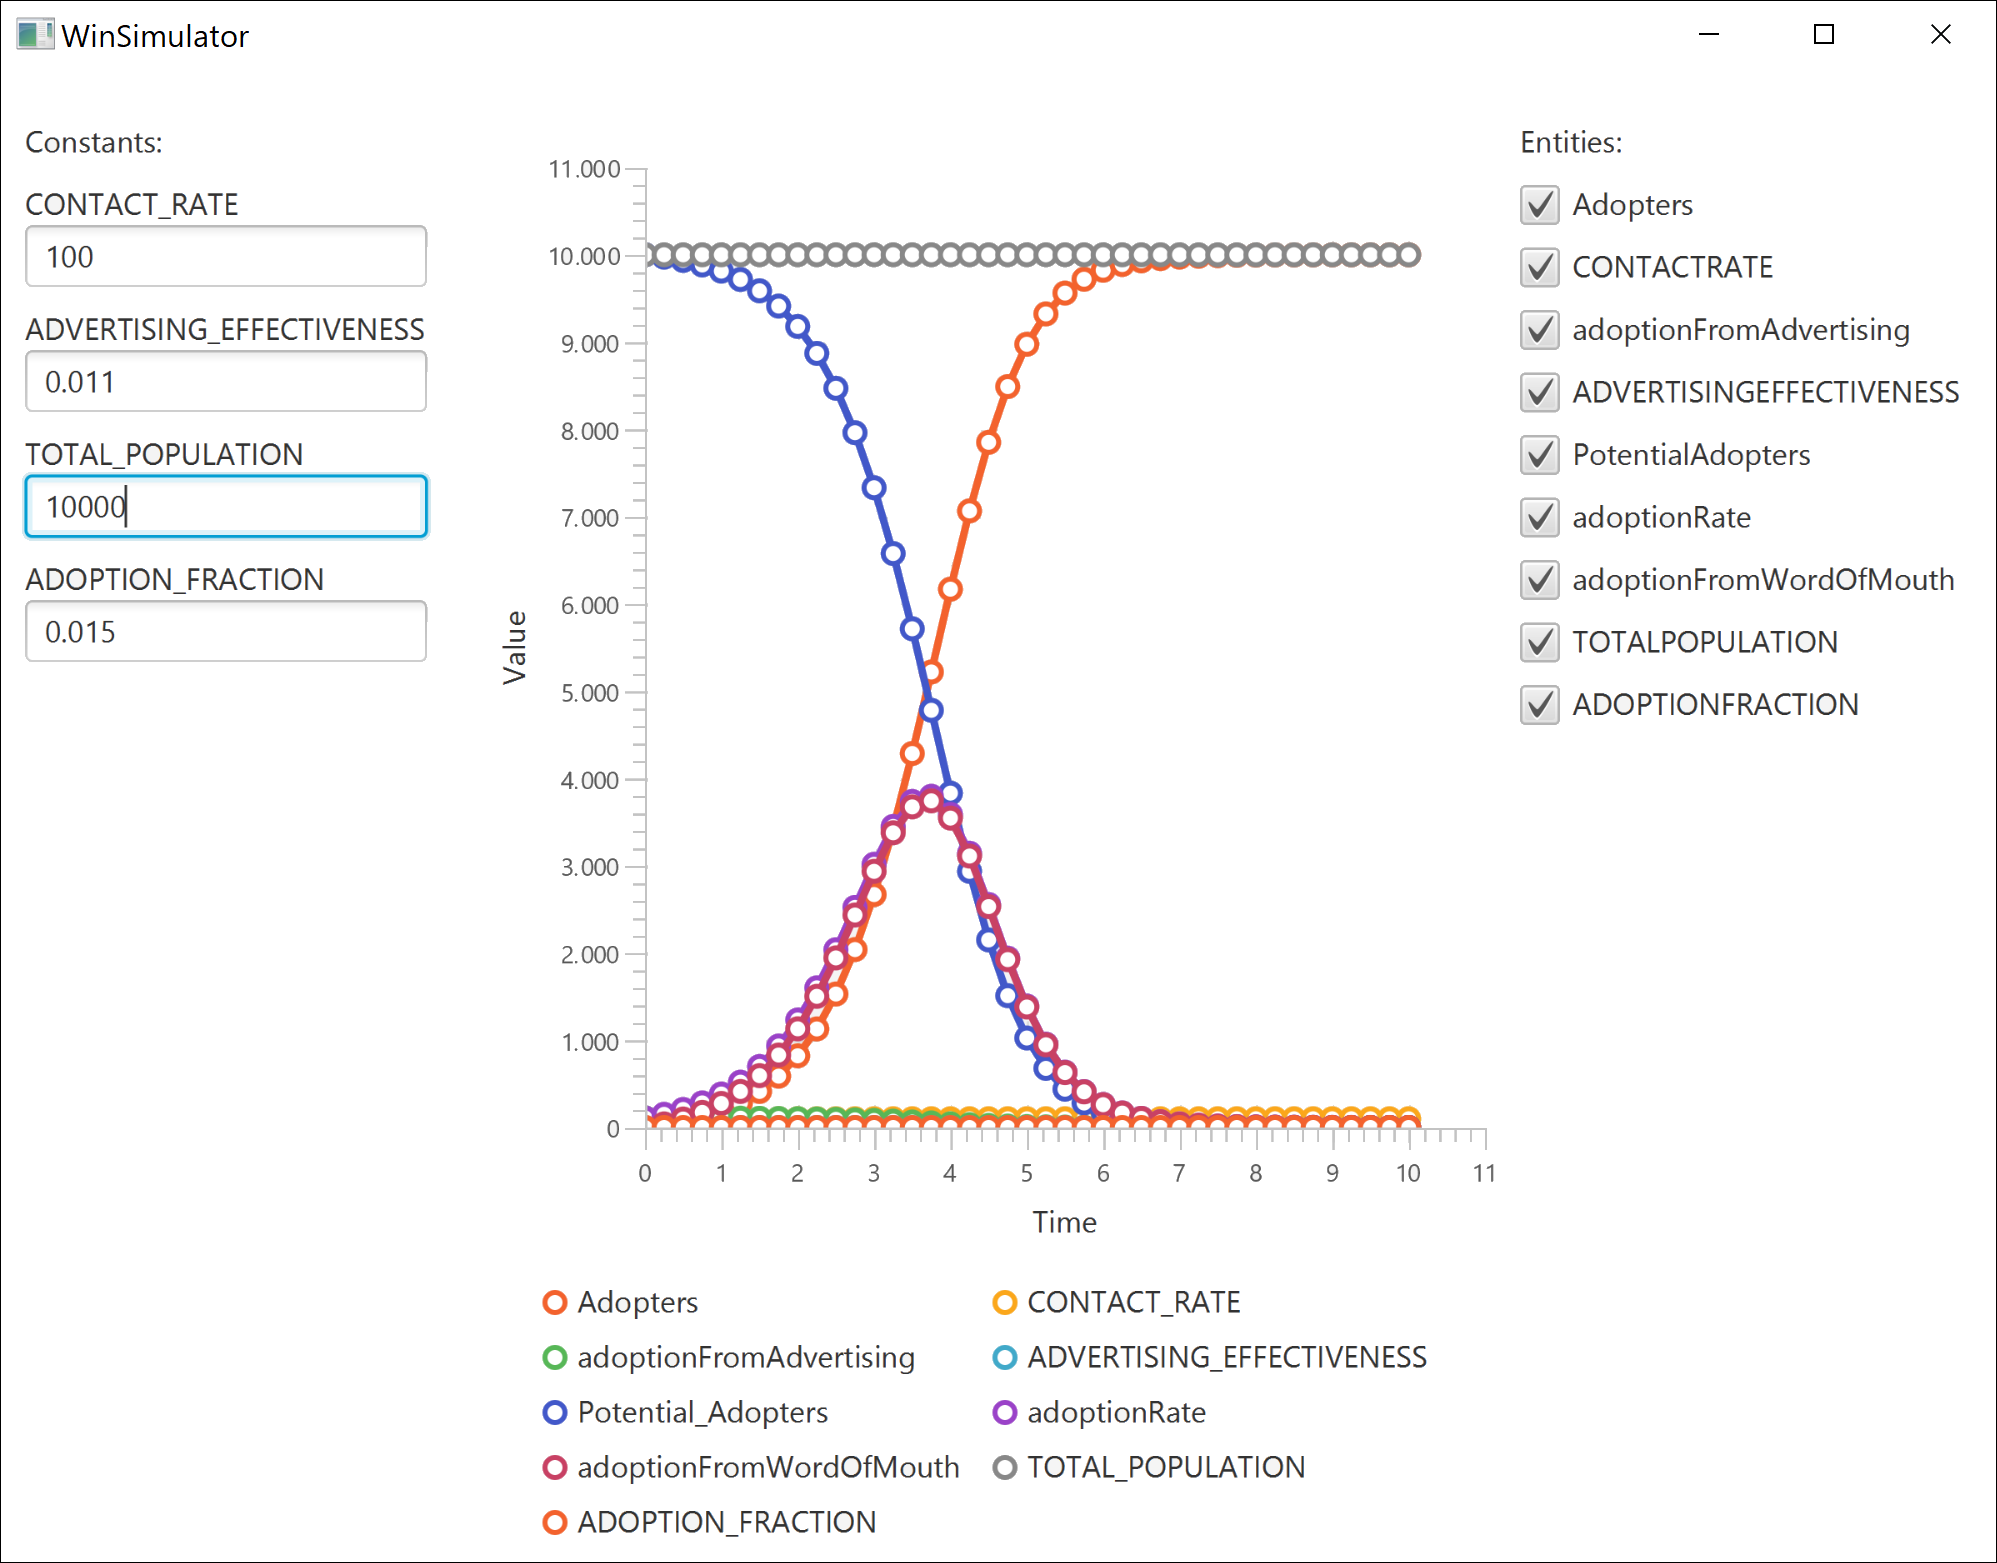 WinSimulator
Constants:
CONTACT_RATE
100
ADVERTISING_EFFECTIVENESS
0.011
TOTAL_POPULATION
10000
ADOPTION_FRACTION
0.015
Value
11.000
10.000
9.000
8.000
7.000
6.000
5.000
4.000
3.000
2.000
1.000
0
0 1 2 3 4 5 6 7 8 9 10 11
Time
Adopters CONTACT_RATE
adoptionFromAdvertising ADVERTISING_EFFECTIVENESS
Potential_Adopters adoptionRate
adoptionFromWordOfMouth TOTAL_POPULATION
ADOPTION_FRACTION
Entities:
Adopters
CONTACTRATE
adoptionFromAdvertising
ADVERTISINGEFFECTIVENESS
PotentialAdopters
adoptionRate
adoptionFromWordOfMouth
TOTALPOPULATION
ADOPTIONFRACTION